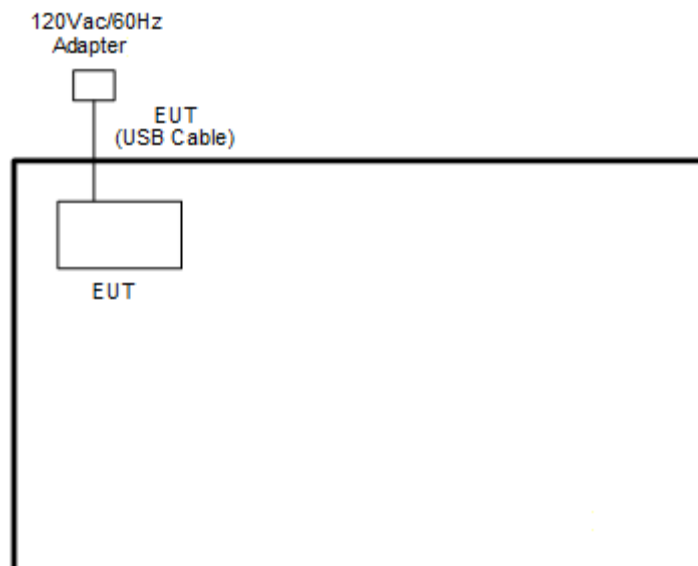 120Vac/60Hz
Adapter
EUT
(USB Cable)
EUT